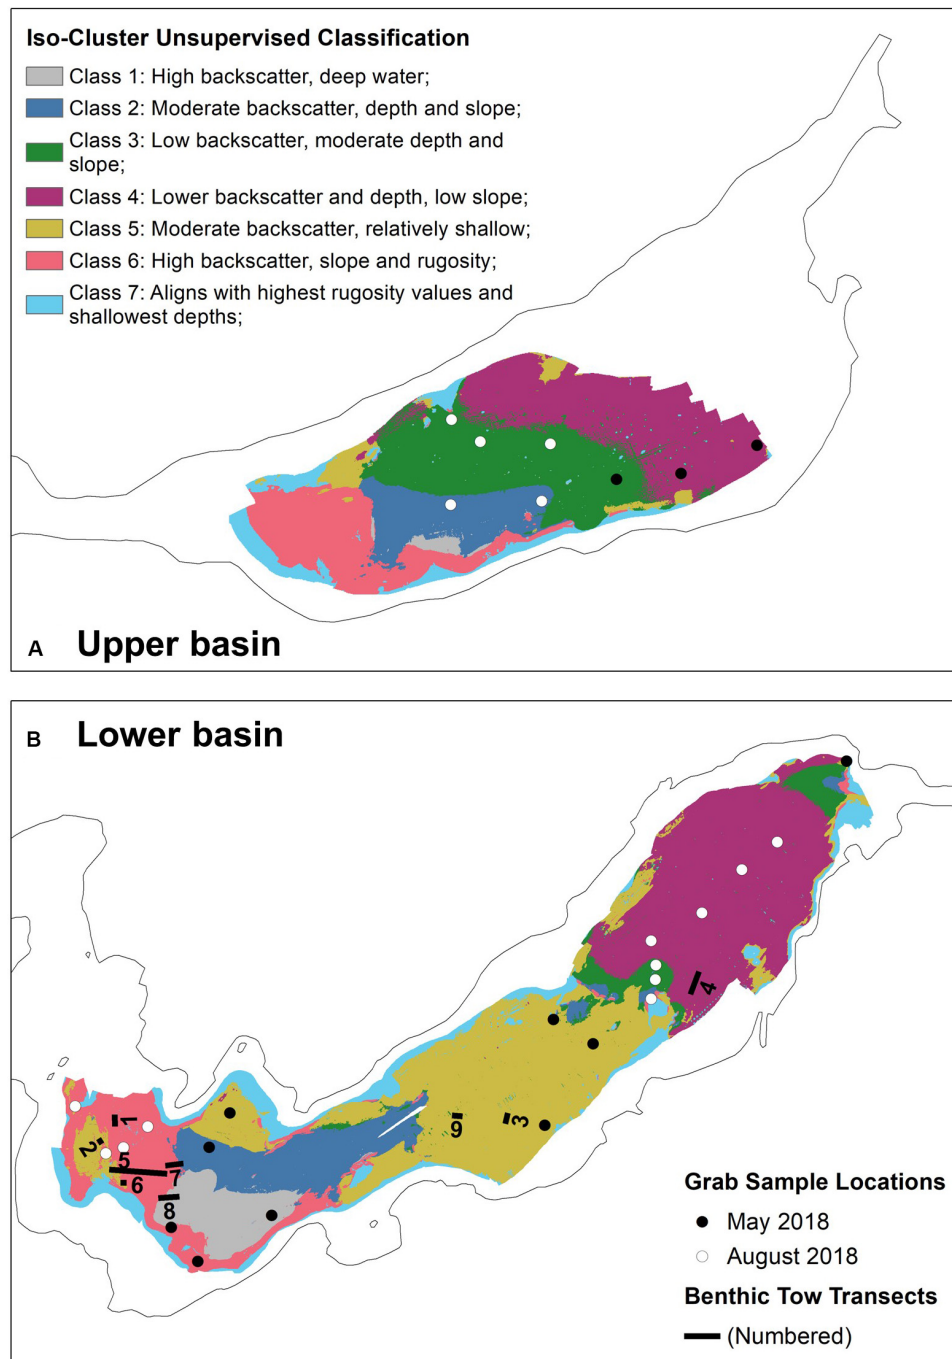 Iso-Cluster Unsupervised Classification
Class 1: High backscatter, deep water;
Class 2: Moderate backscatter, depth and slope;
Class 3: Low backscatter, moderate depth and
slope;
Class 4: Lower backscatter and depth, low slope;
Class 5: Moderate backscatter, relatively shallow;
Class 6: High backscatter, slope and rugosity;
Class 7: Aligns with highest rugosity values and
shallowest depths;
A Upper basin
B Lower basin
4
1
3
9
2
5
7
6
8
Grab Sample Locations
May 2018
August 2018
Benthic Tow Transects
(Numbered)